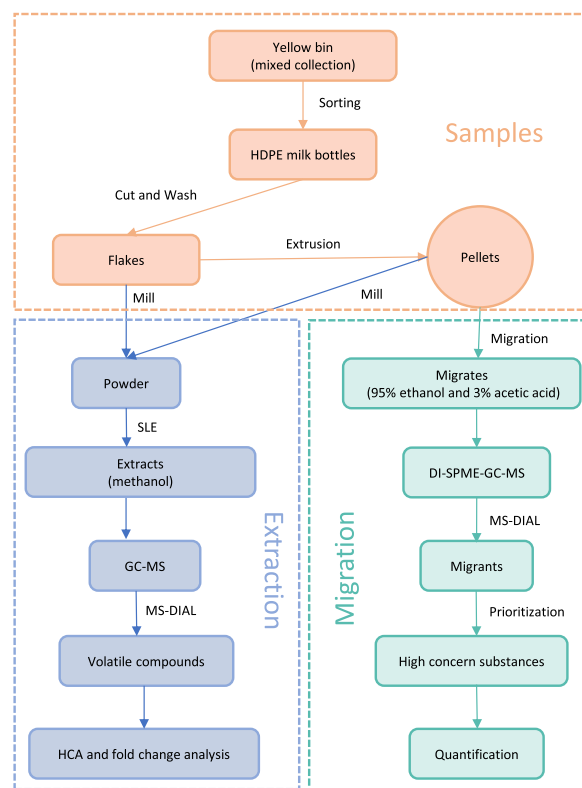 Yellow bin
(mixed collection)
Sorting
Samples
HDPE milk bottles
Cut and Wash
Flakes
Extrusion
Pellets
Mill
Mill
Powder
SLE
Extracts
(methanol)
GC-MS
MS-DIAL
Volatile compounds
HCA and fold change analysis
Extraction
Migration
Migration
Migrates
(95% ethanol and 3% acetic acid)
DI-SPME-GC-MS
MS-DIAL
Migrants
Prioritization
High concern substances
Quantification